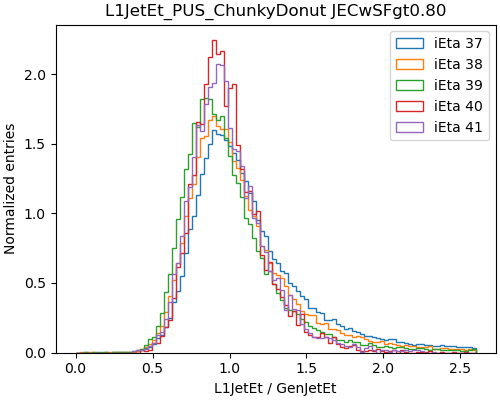 L1JetEt_PUS_ChunkyDonut JECwSFgt0.80
iEta 37
iEta 38
iEta 39
iEta 40
iEta 41
Normalized entries
2.0
1.5
1.0
0.5
0.0
0.0 0.5 1.0 1.5 2.0 2.5
L1JetEt / GenJetEt